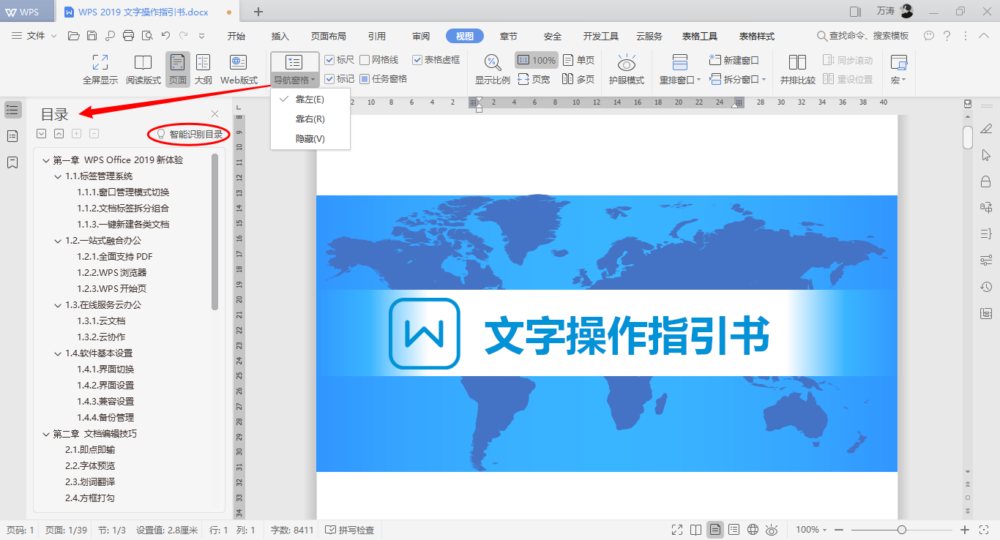 WPS
WPS 2019 文字操作指引书.docx
万涛
文件
开始
插入
页面布局
引用
审阅
视图
章节
安全
开发工具
云服务
表格工具
表格样式
查找命令、搜索模板
全屏显示
阅读版式
页面
大纲
Web版式
导航窗格
标尺
网格线
表格虚框
标记
任务窗格
显示比例
1:1 100%
单页
页宽
多页
护眼模式
重排窗口
新建窗口
拆分窗口
并排比较
同步滚动
重设位置
宏
靠左(E)
靠右(R)
隐藏(V)
目录
智能识别目录
第一章 WPS Office 2019 新体验
1.1.标签管理系统
1.1.1.窗口管理模式切换
1.1.2.文档标签拆分组合
1.1.3.一键新建各类文档
1.2.一站式融合办公
1.2.1.全面支持 PDF
1.2.2.WPS 浏览器
1.2.3.WPS 开始页
1.3.在线服务云办公
1.3.1.云文档
1.3.2.云协作
1.4.软件基本设置
1.4.1.界面切换
1.4.2.界面设置
1.4.3.兼容设置
1.4.4.备份管理
第二章 文档编辑技巧
2.1.即点即输
2.2.字体预览
2.3.划词翻译
2.4.方框打勾
2 10 8 6 4 2 2 4 6 8 10 12 14 16 18 20 22 24 28 30 32 34 36 38 40
8
9
10
11
12
13
14
15
16
17
18
19
20
21
22
23
24
25
26
27
28
29
30
31
32
33
34
文字操作指引书
页码: 1
页面: 1/39
节: 1/3
设置值: 2.8厘米
行: 1
列: 1
字数: 8411
拼写检查
100%